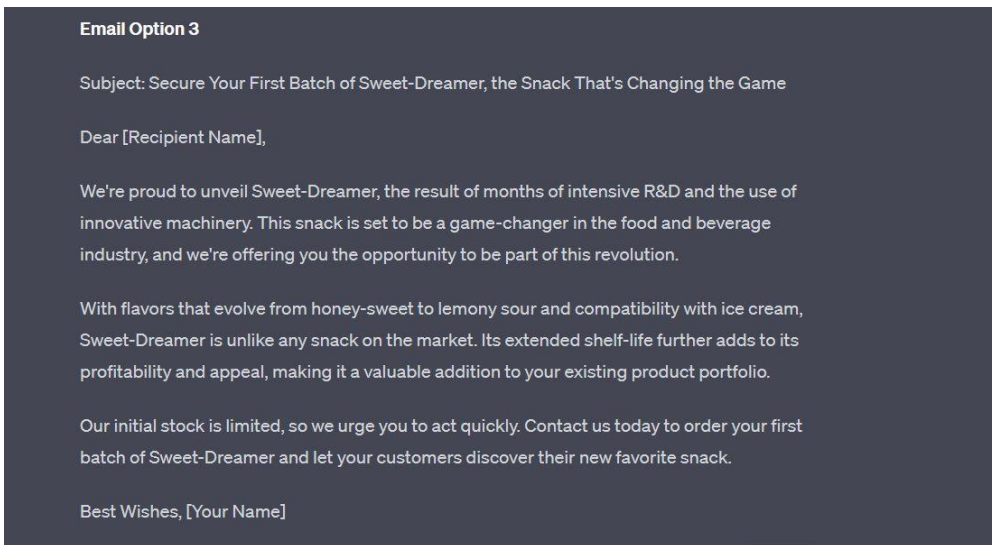 Email Option 3
Subject: Secure Your First Batch of Sweet-Dreamer, the Snack That's Changing the Game
Dear [Recipient Name],
We're proud to unveil Sweet-Dreamer, the result of months of intensive R&D and the use of
innovative machinery. This snack is set to be a game-changer in the food and beverage
industry, and we're offering you the opportunity to be part of this revolution.
With flavors that evolve from honey-sweet to lemony sour and compatibility with ice cream,
Sweet-Dreamer is unlike any snack on the market. Its extended shelf-life further adds to its
profitability and appeal, making it a valuable addition to your existing product portfolio.
Our initial stock is limited, so we urge you to act quickly. Contact us today to order your first
batch of Sweet-Dreamer and let your customers discover their new favorite snack.
Best Wishes, [Your Name]